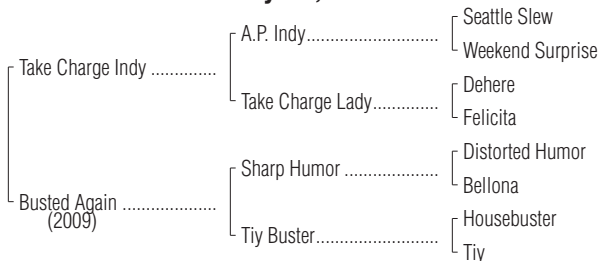 Seattle Slew
A.P. Indy....................
Weekend Surprise
Take Charge Indy ..............
Dehere
Take Charge Lady...............
Felicita
Distorted Humor
Sharp Humor .....................
Bellona
Busted Again ....................
(2009)
Housebuster
Tiy Buster...........................
Tiy